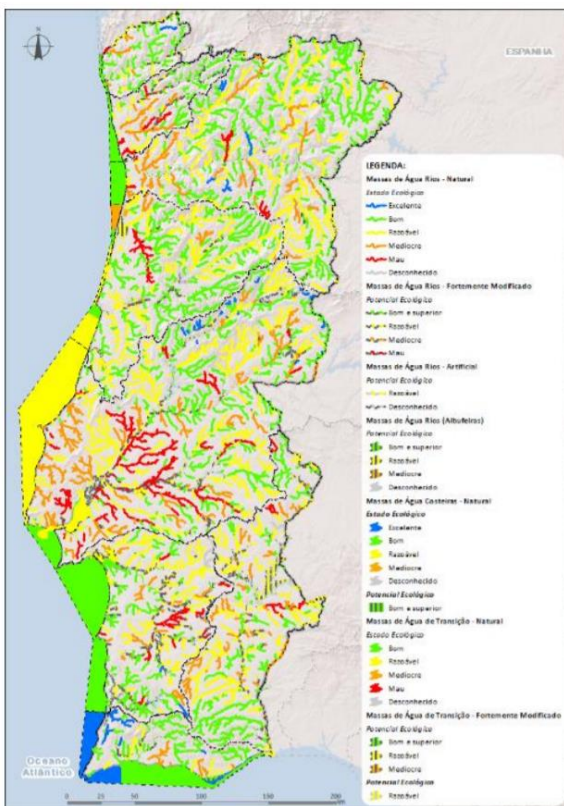 N
ESPANHA
LEGENDA:
Massas de Água Rios - Natural
Estado Ecológico
Excelente
Bom
Razoável
Medíocre
Mau
Desconhecido
Massas de Água Rios - Fortemente Modificado
Potencial Ecológico
Bom e superior
Razoável
Medíocre
Mau
Massas de Água Rios - Artificial
Potencial Ecológico
Razoável
Desconhecido
Massas de Água Rios (Albufeiras)
Potencial Ecológico
Bom e superior
Razoável
Medíocre
Desconhecido
Massas de Água Costeiras - Natural
Estado Ecológico
Excelente
Bom
Razoável
Medíocre
Desconhecido
Potencial Ecológico
Bom e superior
Massas de Água de Transição - Natural
Estado Ecológico
Bom
Razoável
Medíocre
Mau
Desconhecido
Massas de Água de Transição - Fortemente Modificado
Potencial Ecológico
Bom e superior
Razoável
Medíocre
Potencial Ecológico
Razoável
Oceano
Atlântico
0 25 50 100 150 200